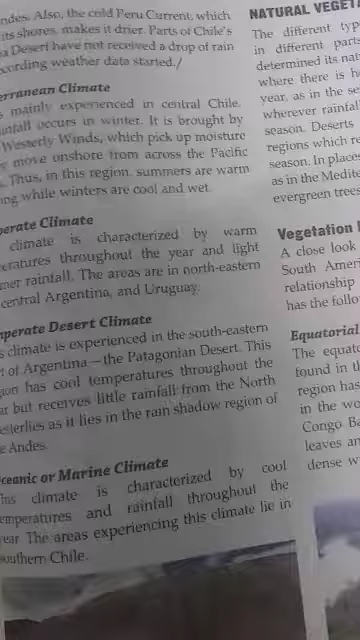 ndes. Also, the cold Peru Current, which
its shores, makes it drier. Parts of Chile's
a Desert have not received a drop of rain
cording weather data started./
erranean Climate
mainly experienced in central Chile.
infall occurs in winter. It is brought by
Westerly Winds, which pick up moisture
move onshore from across the Pacific
. Thus, in this region, summers are warm
ing while winters are cool and wet.
perate Climate
climate is characterized by warm
eratures throughout the year and light
mer rainfall. The areas are in north-eastern
central Argentina, and Uruguay.
mperate Desert Climate
s climate is experienced in the south-eastern
t of Argentina—the Patagonian Desert. This
gion has cool temperatures throughout the
ar but receives little rainfall from the North
esterlies as it lies in the rain shadow region of
e Andes.
ceanic or Marine Climate
his climate is characterized by cool
emperatures and rainfall throughout the
year The areas experiencing this climate lie in
southern Chile.
NATURAL VEGET
The different typ
in different parts
determined its nat
where there is h
year, as in the se
wherever rainfal
season. Deserts
regions which re
season. In places
as in the Medite
evergreen trees
Vegetation
A close look
South Ameri
relationship
has the follo
Equatorial
The equato
found in th
region has
in the wo
Congo Ba
leaves an
dense w